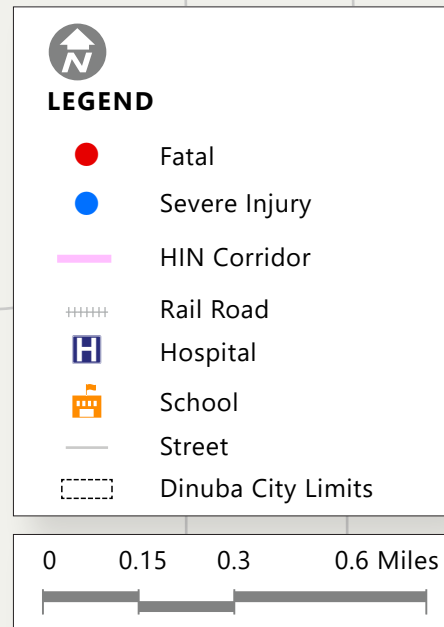 N
LEGEND
Fatal
Severe Injury
HIN Corridor
Rail Road
H Hospital
School
Street
Dinuba City Limits
0 0.15 0.3 0.6 Miles